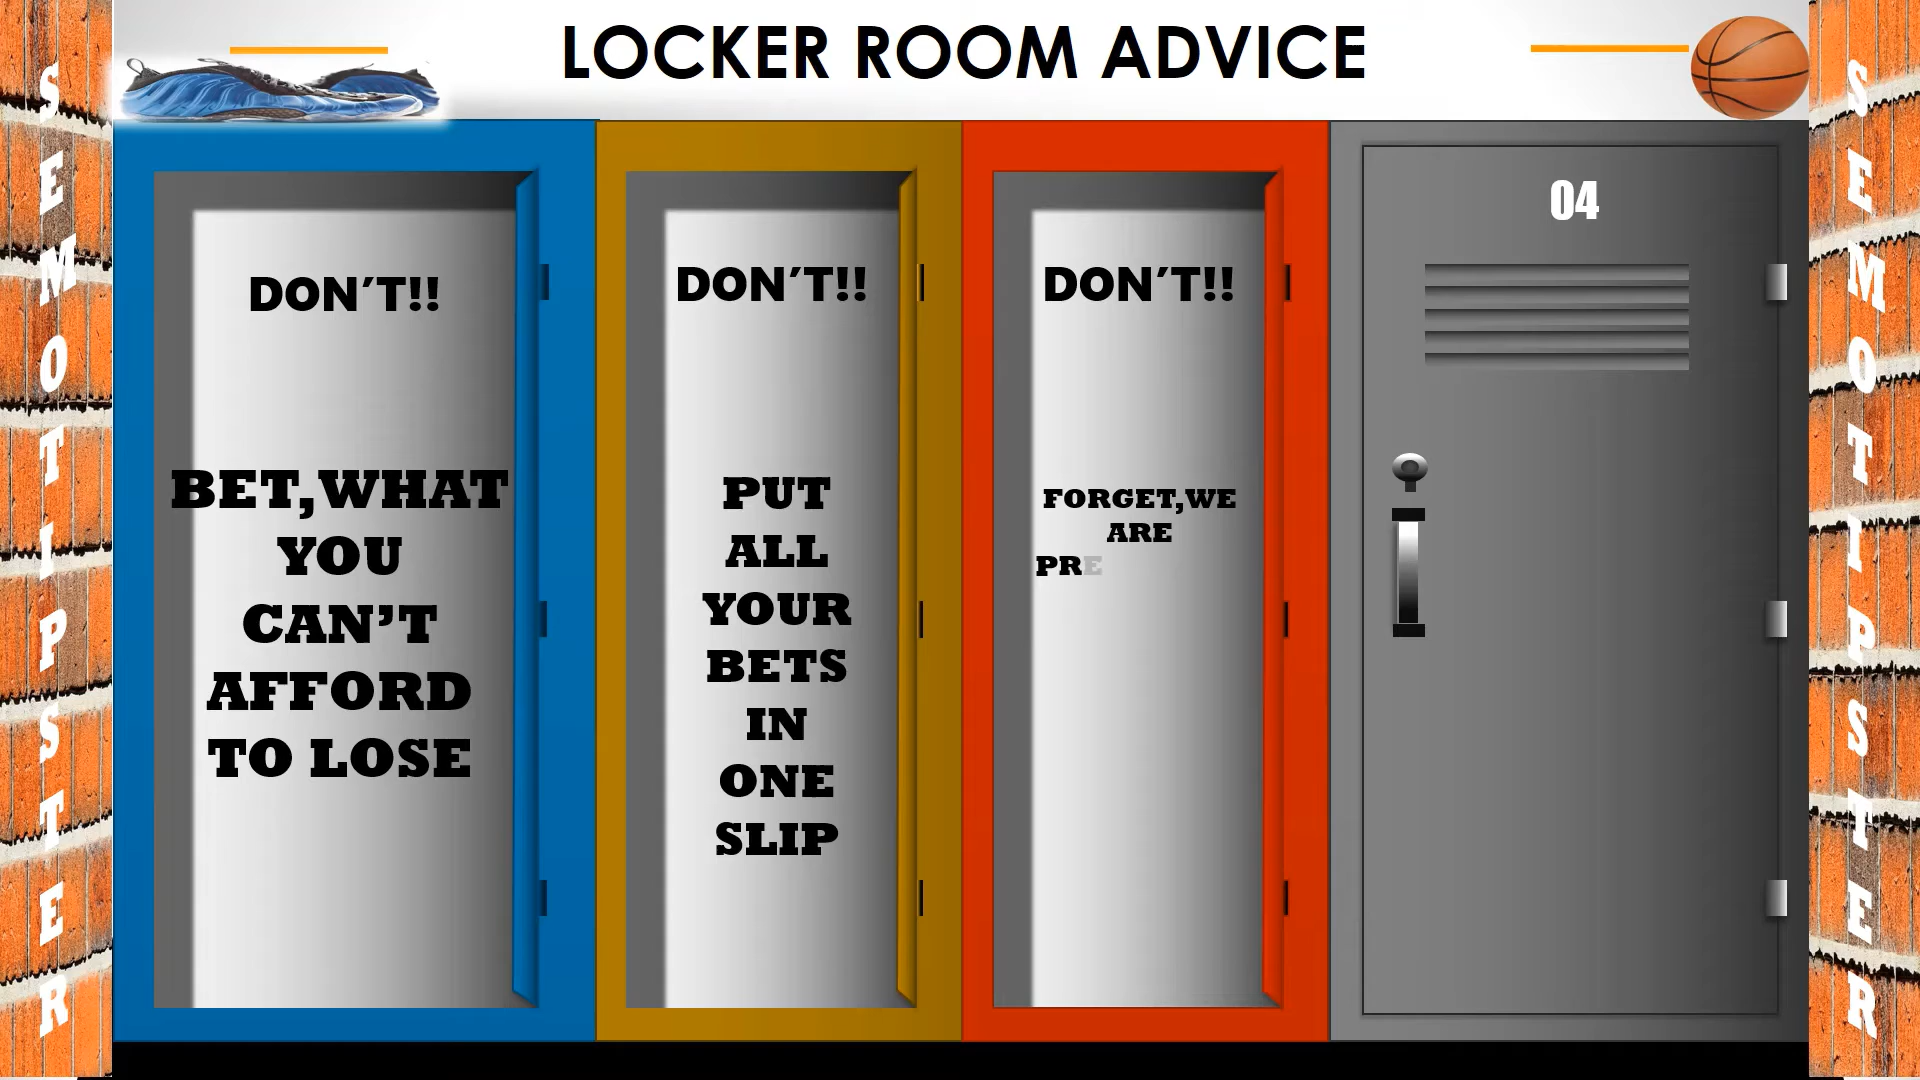 LOCKER ROOM ADVICE
SEMOTIPSTER
DON'T!!
BET,WHAT
YOU
CAN'T
AFFORD
TO LOSE
DON'T!!
PUT
ALL
YOUR
BETS
IN
ONE
SLIP
DON'T!!
FORGET,WE
ARE
PRE
04
SEMOTIPSTER